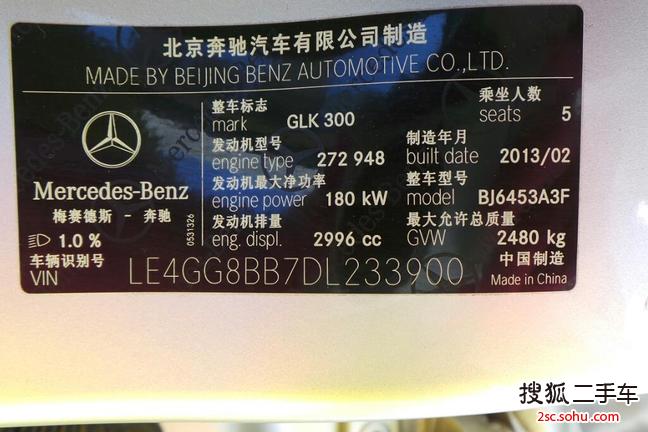 北京奔驰汽车有限公司制造
MADE BY BEIJING BENZ AUTOMOTIVE CO.,LTD.
整车标志
mark GLK 300
乘坐人数
seats 5
发动机型号
engine type 272 948
制造年月
built date 2013/02
发动机最大净功率
engine power 180 kW
整车型号
model BJ6453A3F
发动机排量
eng. displ. 2996 cc
最大允许总质量
GVW 2480 kg
Mercedes-Benz
梅赛德斯 - 奔驰
1.0 %
0531326
车辆识别号
VIN LE4GG8BB7DL233900
中国制造
Made in China
搜狐 二手车
2sc.sohu.com